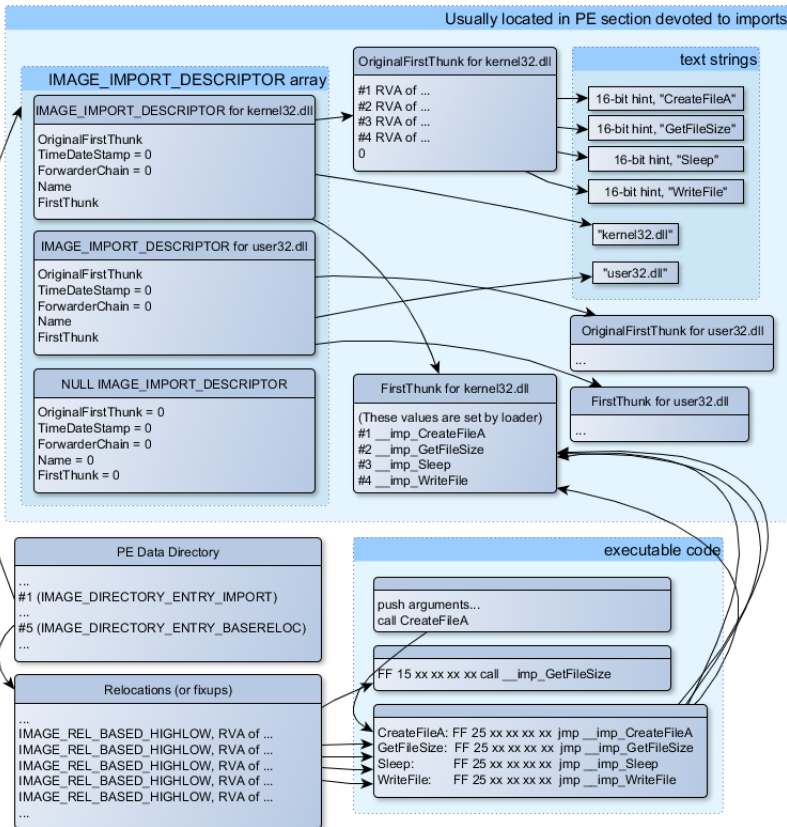 Usually located in PE section devoted to imports
IMAGE_IMPORT_DESCRIPTOR array
IMAGE_IMPORT_DESCRIPTOR for kernel32.dll
OriginalFirstThunk
TimeDateStamp = 0
ForwarderChain = 0
Name
FirstThunk
IMAGE_IMPORT_DESCRIPTOR for user32.dll
OriginalFirstThunk
TimeDateStamp = 0
ForwarderChain = 0
Name
FirstThunk
NULL IMAGE_IMPORT_DESCRIPTOR
OriginalFirstThunk = 0
TimeDateStamp = 0
ForwarderChain = 0
Name = 0
FirstThunk = 0
OriginalFirstThunk for kernel32.dll
#1 RVA of ...
#2 RVA of ...
#3 RVA of ...
#4 RVA of ...
0
text strings
16-bit hint, "CreateFileA"
16-bit hint, "GetFileSize"
16-bit hint, "Sleep"
16-bit hint, "WriteFile"
"kernel32.dll"
"user32.dll"
OriginalFirstThunk for user32.dll
...
FirstThunk for kernel32.dll
(These values are set by loader)
#1 __imp_CreateFileA
#2 __imp_GetFileSize
#3 __imp_Sleep
#4 __imp_WriteFile
FirstThunk for user32.dll
...
PE Data Directory
...
#1 (IMAGE_DIRECTORY_ENTRY_IMPORT)
...
#5 (IMAGE_DIRECTORY_ENTRY_BASERELOC)
...
Relocations (or fixups)
...
IMAGE_REL_BASED_HIGHLOW, RVA of ...
IMAGE_REL_BASED_HIGHLOW, RVA of ...
IMAGE_REL_BASED_HIGHLOW, RVA of ...
IMAGE_REL_BASED_HIGHLOW, RVA of ...
IMAGE_REL_BASED_HIGHLOW, RVA of ...
...
executable code
push arguments...
call CreateFileA
FF 15 xx xx xx xx call __imp_GetFileSize
CreateFileA: FF 25 xx xx xx xx jmp __imp_CreateFileA
GetFileSize: FF 25 xx xx xx xx jmp __imp_GetFileSize
Sleep: FF 25 xx xx xx xx jmp __imp_Sleep
WriteFile: FF 25 xx xx xx xx jmp __imp_WriteFile